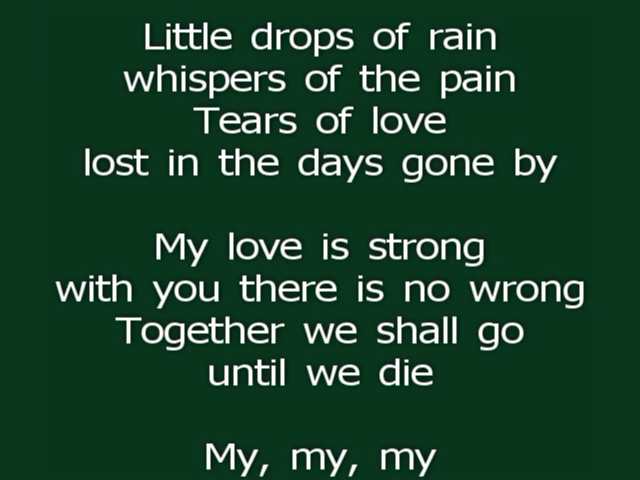 Little drops of rain
whispers of the pain
Tears of love
lost in the days gone by
My love is strong
with you there is no wrong
Together we shall go
until we die
My, my, my